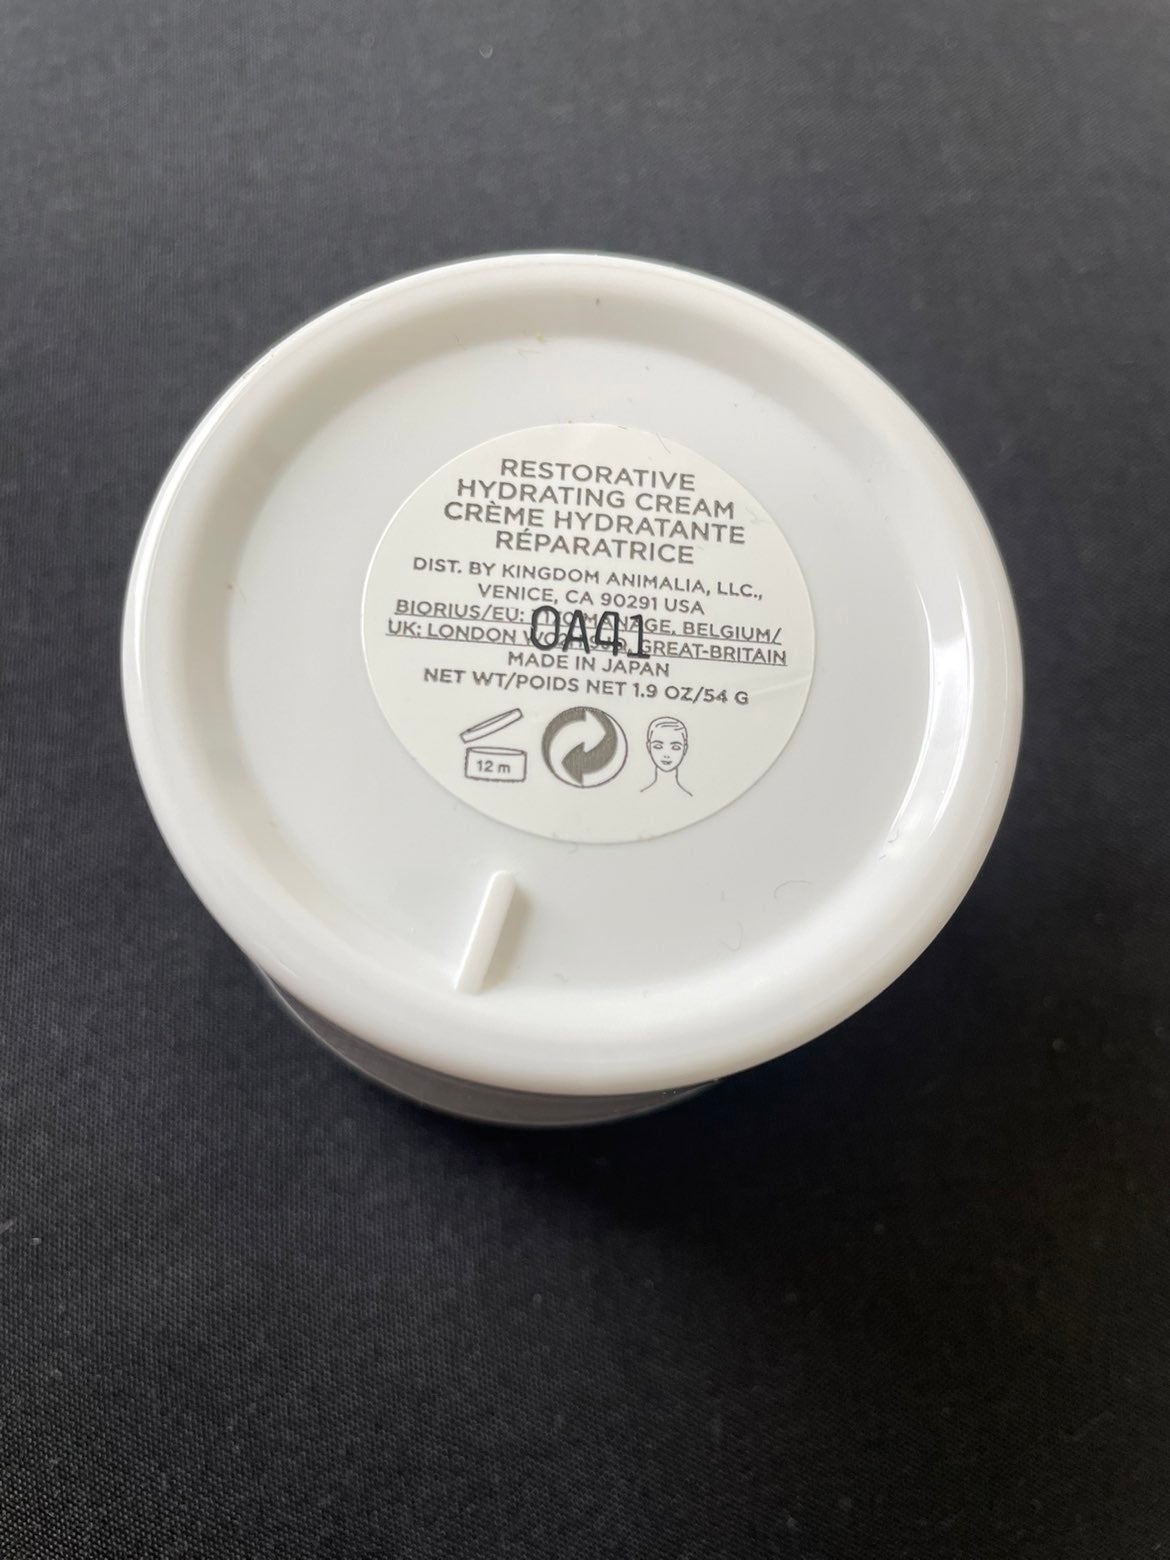 RESTORATIVE
HYDRATING CREAM
CRÈME HYDRATANTE
RÉPARATRICE
DIST. BY KINGDOM ANIMALIA, LLC.,
VENICE, CA 90291 USA
BIORIUS/EU: BELGIUM/
0A41
UK: LONDON GREAT-BRITAIN
MADE IN JAPAN
NET WT/POIDS NET 1.9 OZ/54 G
12 m